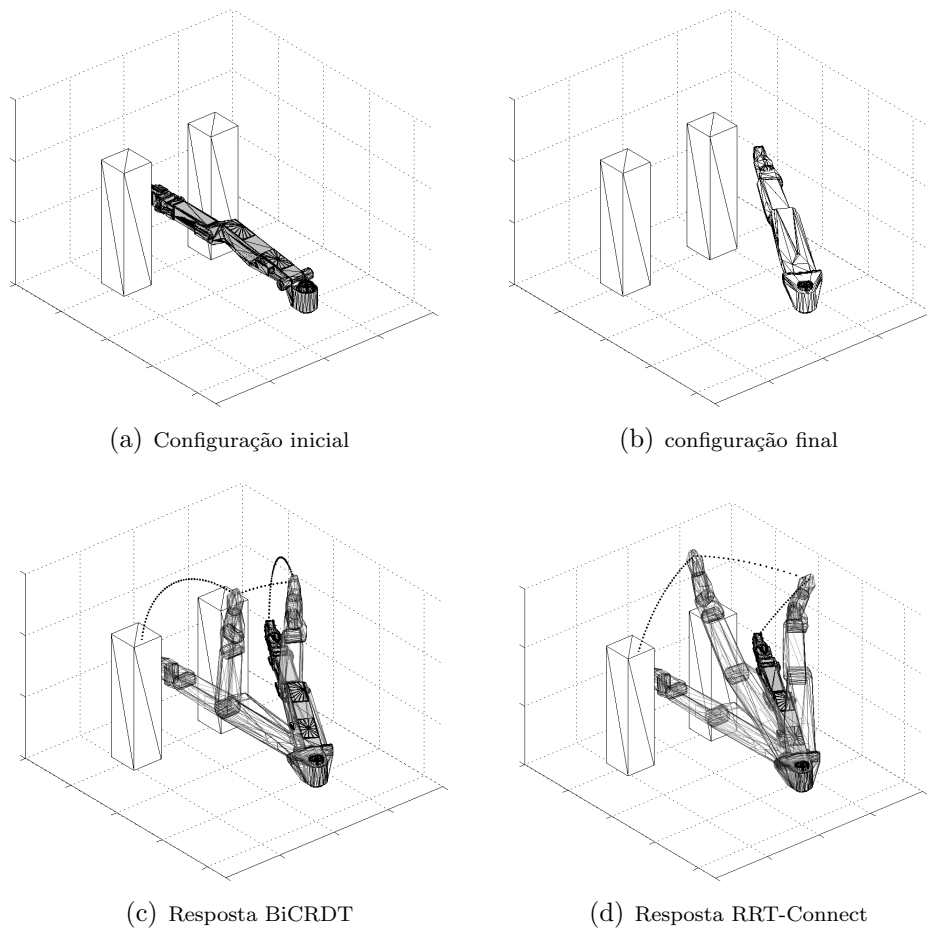 (a) Configuração inicial
(b) configuração final
(c) Resposta BiCRDT
(d) Resposta RRT-Connect